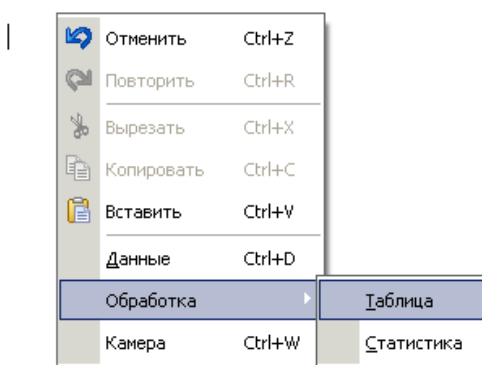 Отменить Ctrl+Z
Повторить Ctrl+R
Вырезать Ctrl+X
Копировать Ctrl+C
Вставить Ctrl+V
Данные Ctrl+D
Обработка Таблица
Камера Ctrl+W Статистика